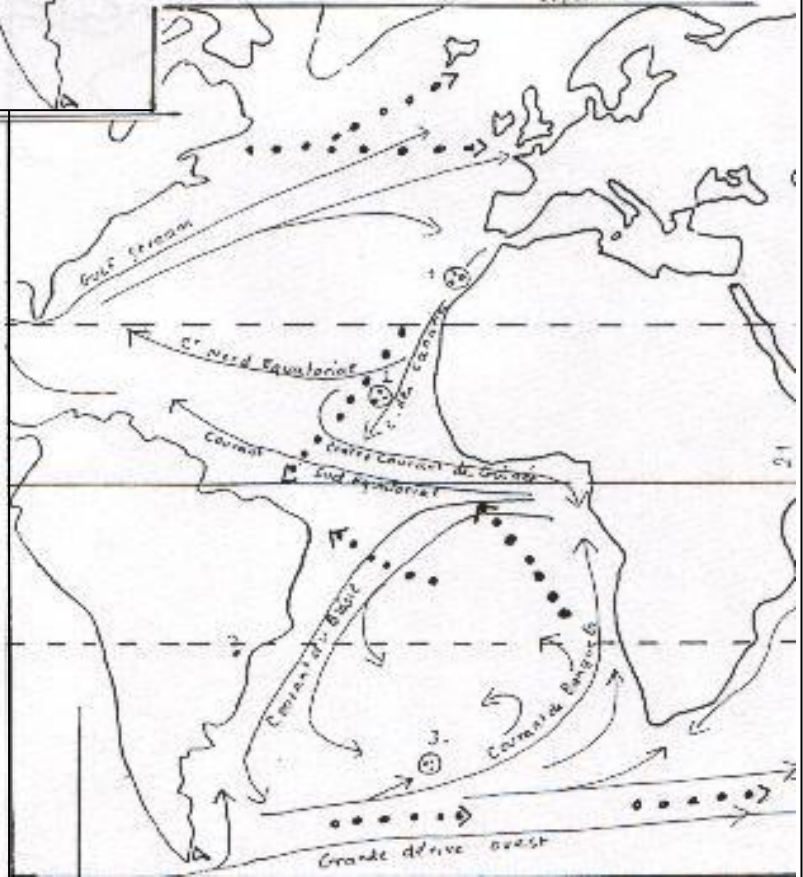 Gulf Stream
1
Ct Nord Equatorial
C. des Canaries
Contre Courant de Guinée
Courant Sud Equatorial
21
Courant du Brésil
Courant de Benguela
3
Grande dérive ouest